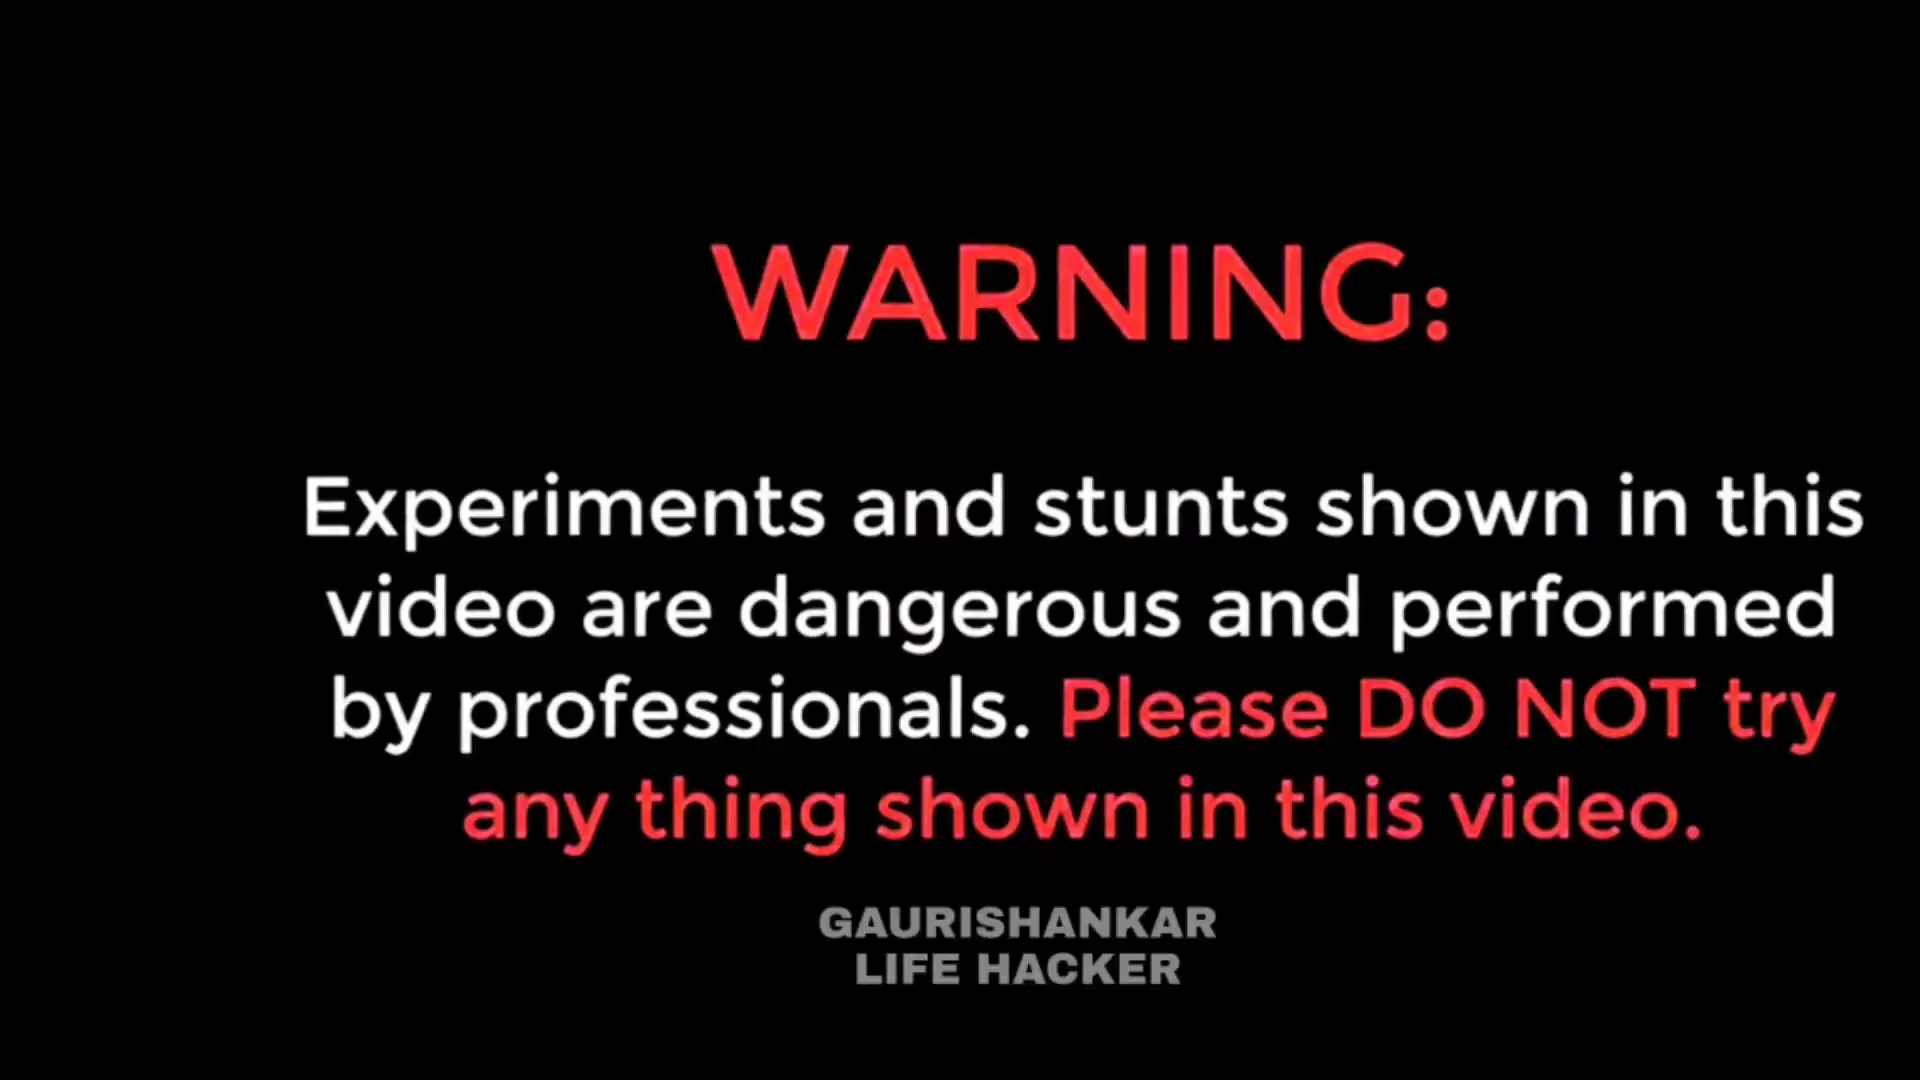 WARNING:
Experiments and stunts shown in this
video are dangerous and performed
by professionals. Please DO NOT try
any thing shown in this video.
GAURISHANKAR
LIFE HACKER